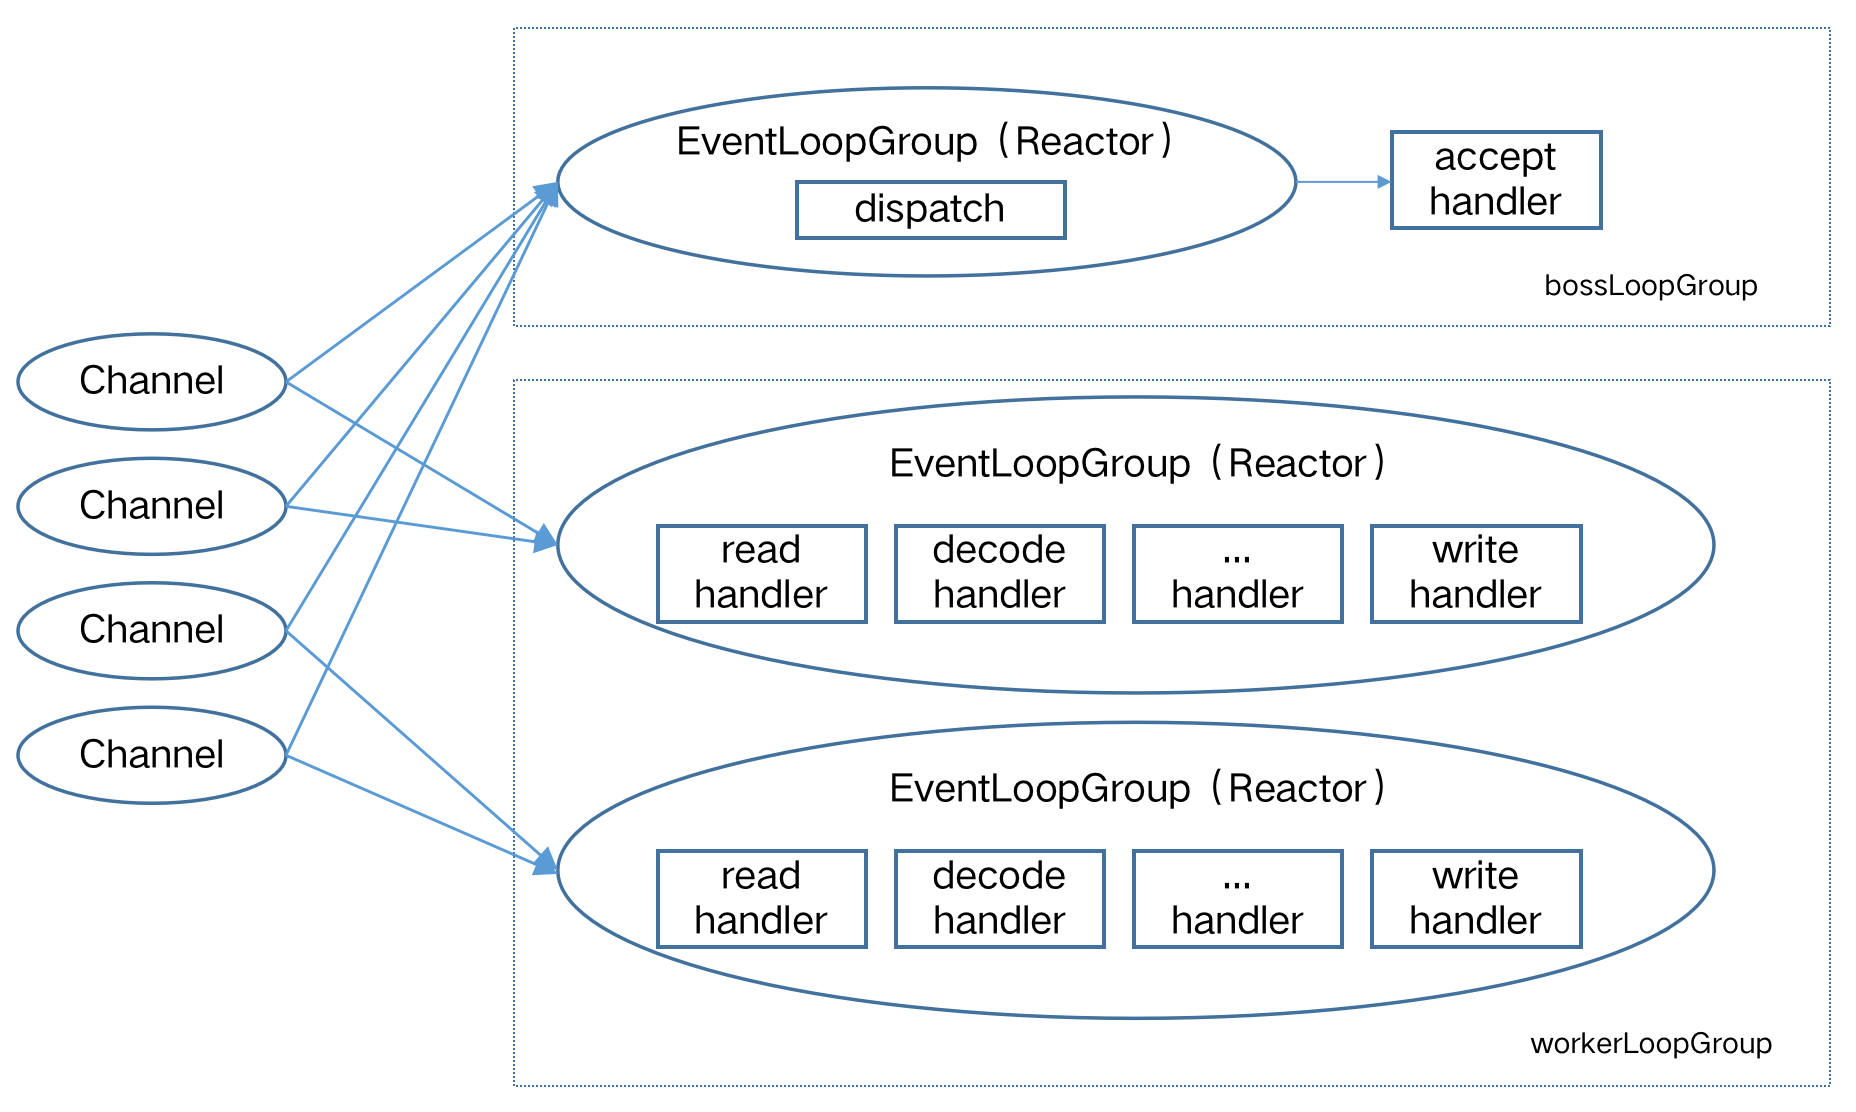 EventLoopGroup（Reactor）
dispatch
accept
handler
bossLoopGroup
Channel
Channel
Channel
Channel
EventLoopGroup（Reactor）
read
handler
decode
handler
...
handler
write
handler
EventLoopGroup（Reactor）
read
handler
decode
handler
...
handler
write
handler
workerLoopGroup